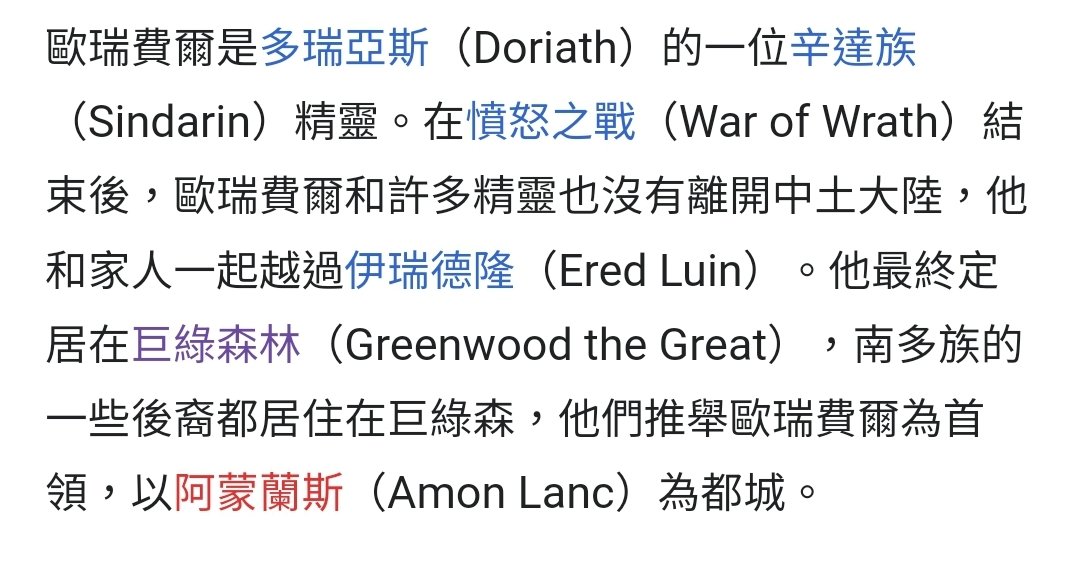 歐瑞費爾是多瑞亞斯（Doriath）的一位辛達族
（Sindarin）精靈。在憤怒之戰（War of Wrath）結
束後，歐瑞費爾和許多精靈也沒有離開中土大陸，他
和家人一起越過伊瑞德隆（Ered Luin）。他最終定
居在巨綠森林（Greenwood the Great），南多族的
一些後裔都居住在巨綠森，他們推舉歐瑞費爾為首
領，以阿蒙蘭斯（Amon Lanc）為都城。